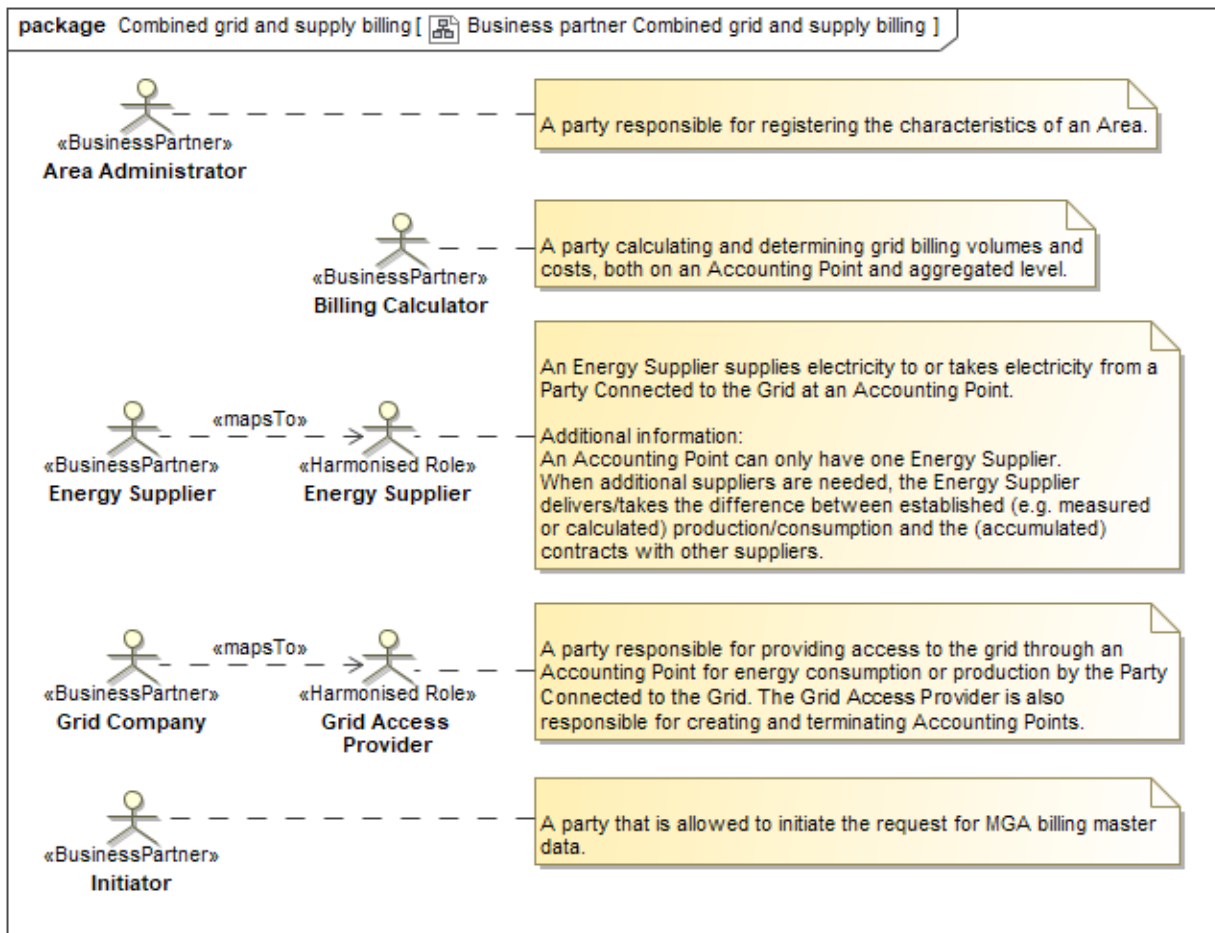 package Combined grid and supply billing [ Business partner Combined grid and supply billing ]
«BusinessPartner»
Area Administrator
A party responsible for registering the characteristics of an Area.
«BusinessPartner»
Billing Calculator
A party calculating and determining grid billing volumes and
costs, both on an Accounting Point and aggregated level.
«BusinessPartner»
Energy Supplier
«mapsTo»
«Harmonised Role»
Energy Supplier
An Energy Supplier supplies electricity to or takes electricity from a
Party Connected to the Grid at an Accounting Point.
Additional information:
An Accounting Point can only have one Energy Supplier.
When additional suppliers are needed, the Energy Supplier
delivers/takes the difference between established (e.g. measured
or calculated) production/consumption and the (accumulated)
contracts with other suppliers.
«BusinessPartner»
Grid Company
«mapsTo»
«Harmonised Role»
Grid Access
Provider
A party responsible for providing access to the grid through an
Accounting Point for energy consumption or production by the Party
Connected to the Grid. The Grid Access Provider is also
responsible for creating and terminating Accounting Points.
«BusinessPartner»
Initiator
A party that is allowed to initiate the request for MGA billing master
data.